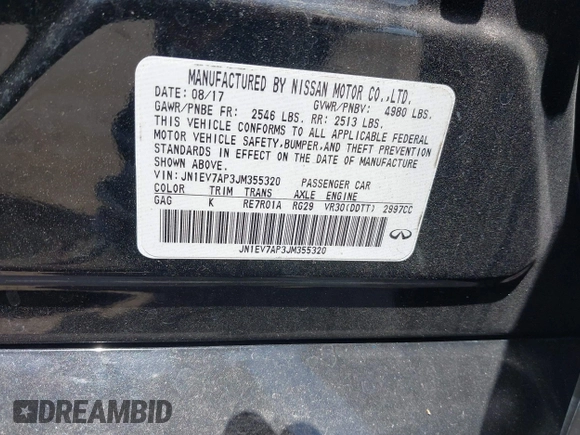 MANUFACTURED BY NISSAN MOTOR CO.,LTD.
DATE: 08/17 GVWR/PNBV: 4980 LBS.
GAWR/PNBE FR: 2546 LBS. RR: 2513 LBS.
THIS VEHICLE CONFORMS TO ALL APPLICABLE FEDERAL
MOTOR VEHICLE SAFETY,BUMPER,AND THEFT PREVENTION
STANDARDS IN EFFECT ON THE DATE OF MANUFACTURE
SHOWN ABOVE.
VIN:JN1EV7AP3JM355320 PASSENGER CAR
COLOR TRIM TRANS AXLE ENGINE
GAG K RE7R01A RG29 VR30(DDTT) 2997CC
JN1EV7AP3JM355320
DREAMBID